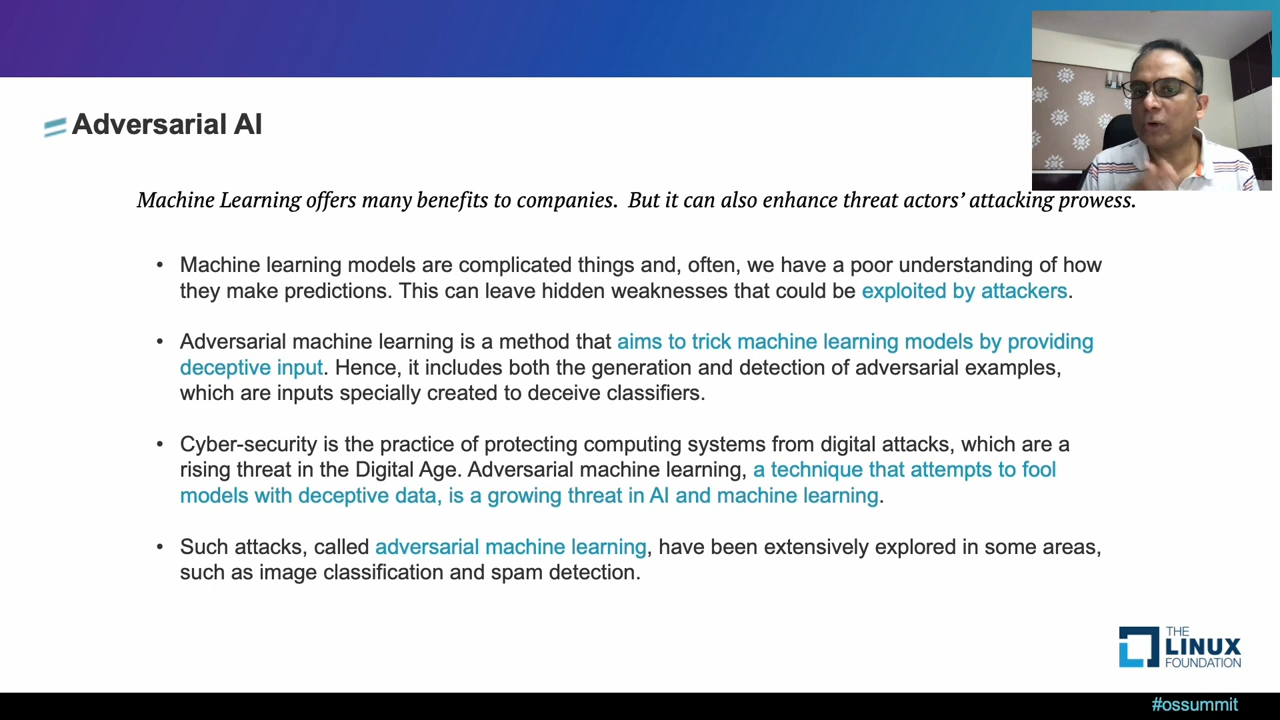 Adversarial AI
Machine Learning offers many benefits to companies. But it can also enhance threat actors’ attacking prowess.
• Machine learning models are complicated things and, often, we have a poor understanding of how
they make predictions. This can leave hidden weaknesses that could be exploited by attackers.
• Adversarial machine learning is a method that aims to trick machine learning models by providing
deceptive input. Hence, it includes both the generation and detection of adversarial examples,
which are inputs specially created to deceive classifiers.
• Cyber-security is the practice of protecting computing systems from digital attacks, which are a
rising threat in the Digital Age. Adversarial machine learning, a technique that attempts to fool
models with deceptive data, is a growing threat in AI and machine learning.
• Such attacks, called adversarial machine learning, have been extensively explored in some areas,
such as image classification and spam detection.
THE
LINUX
FOUNDATION
#ossummit